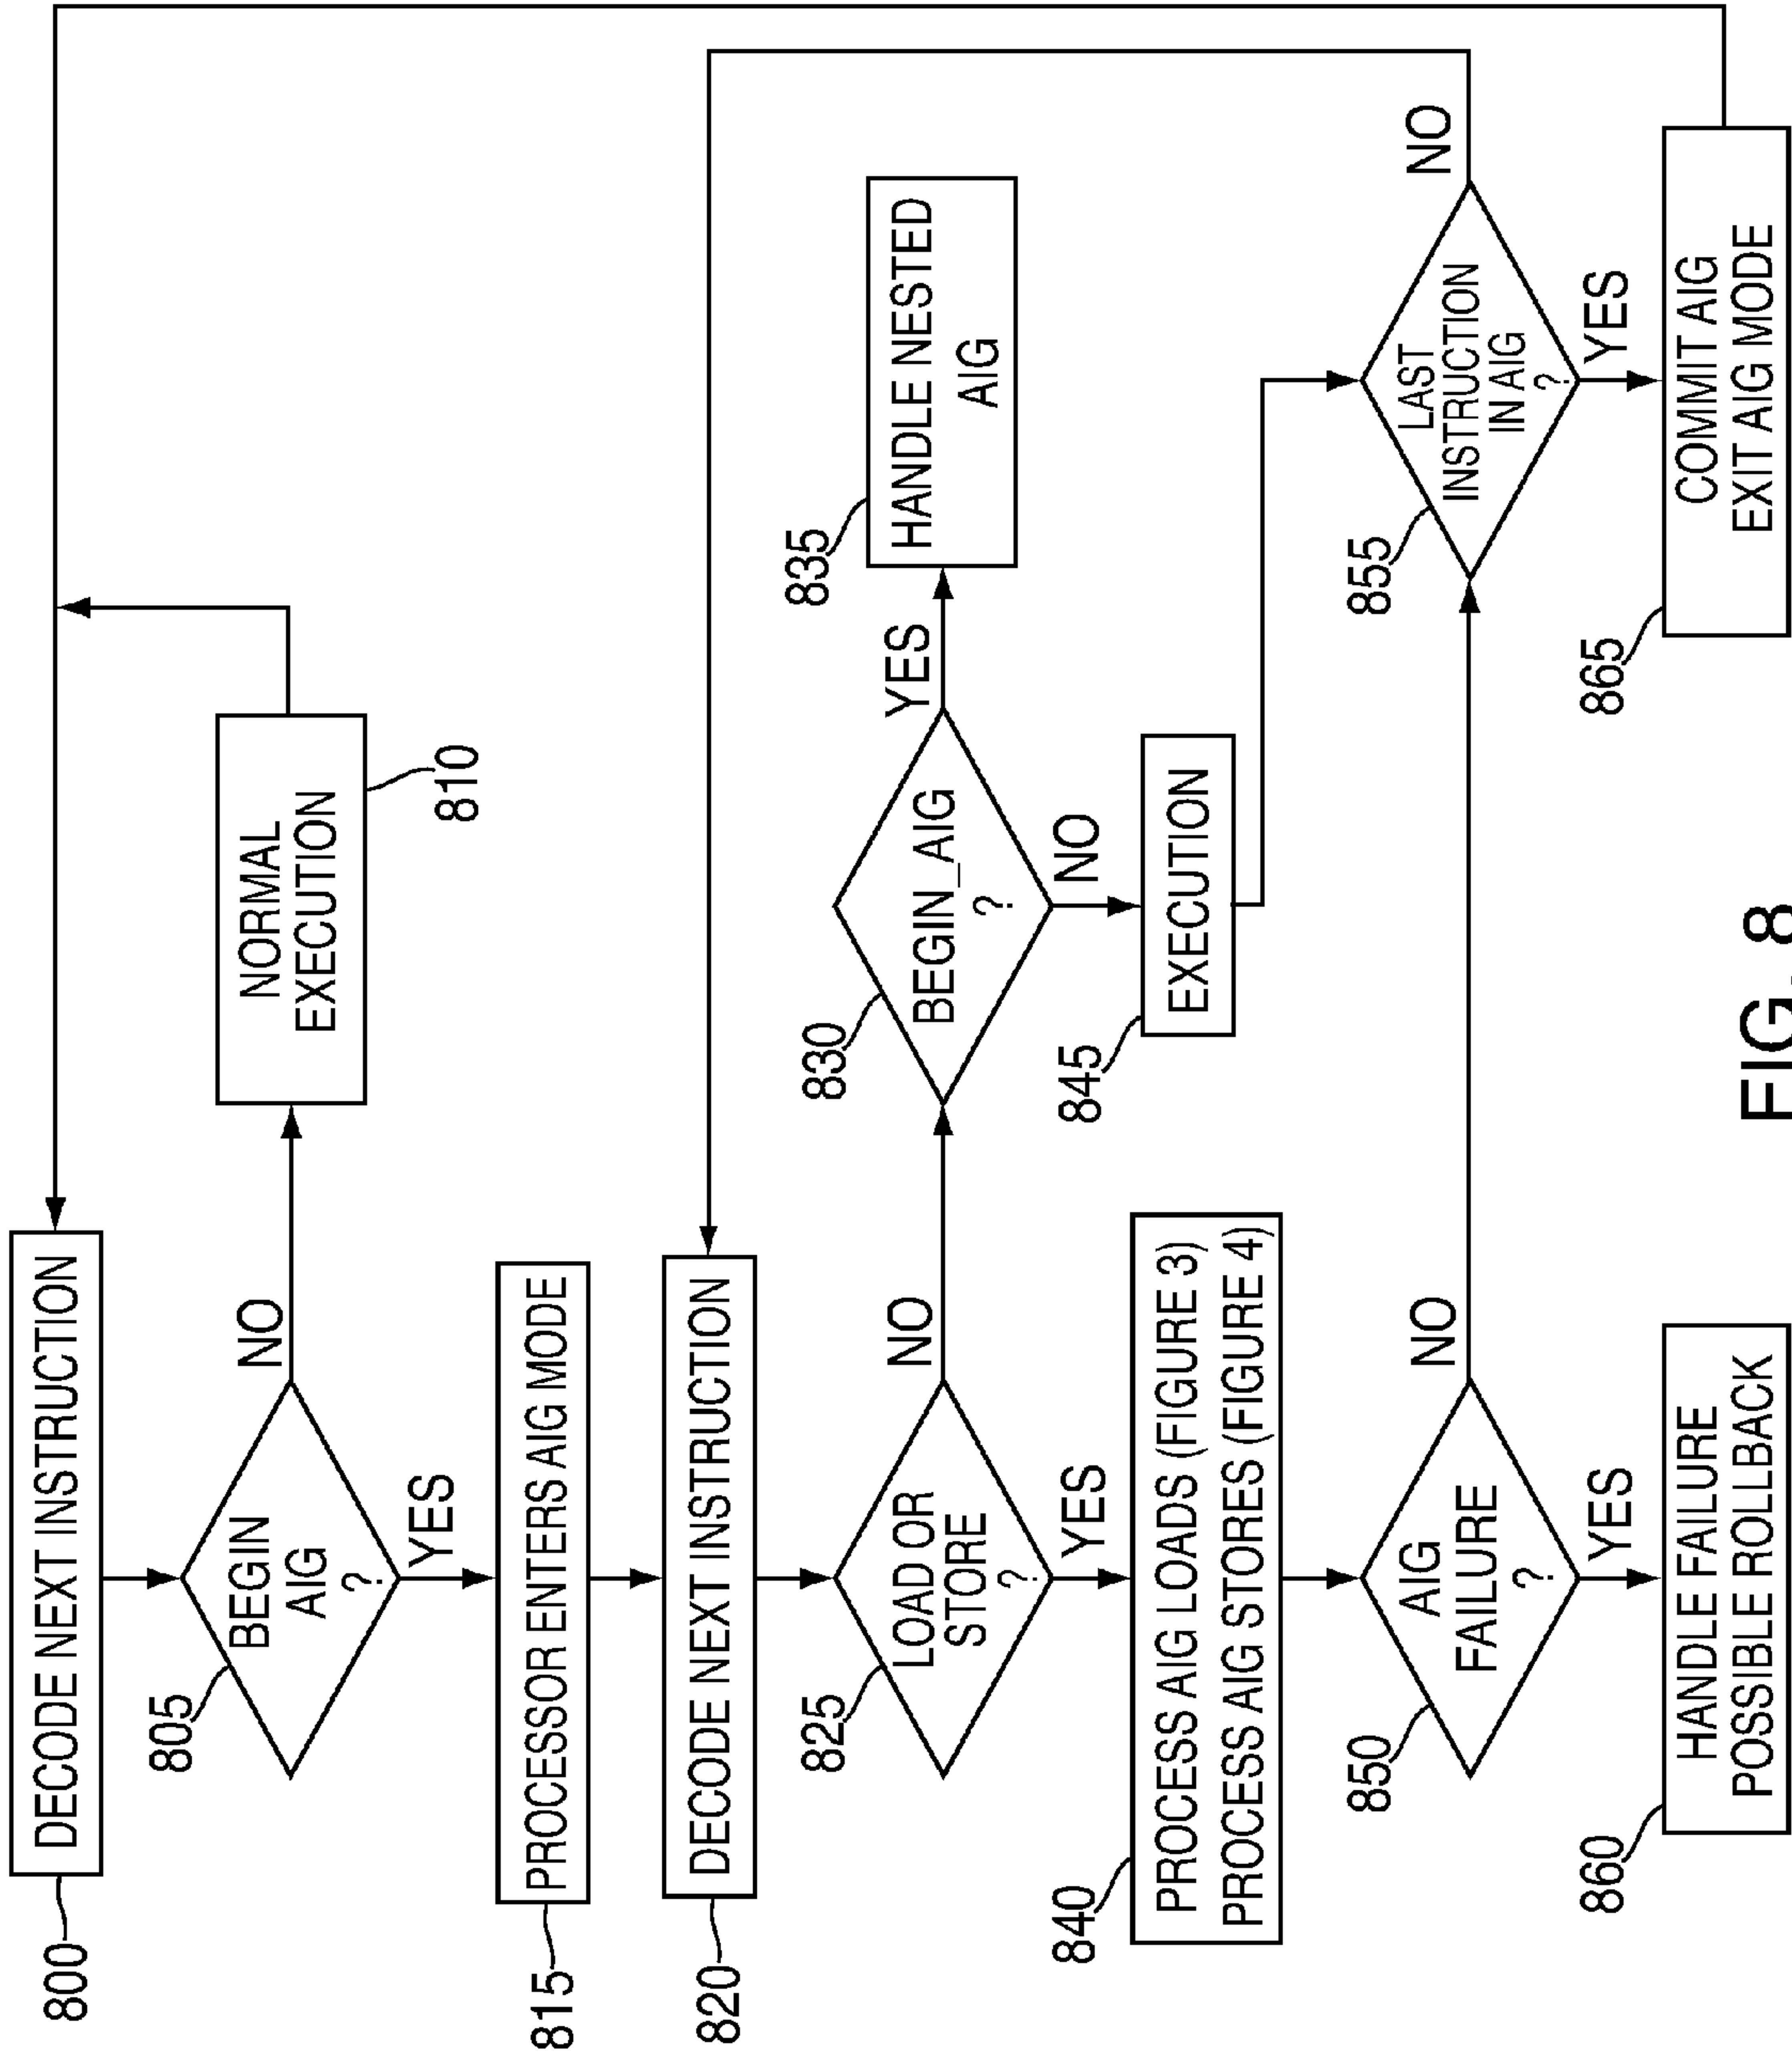 800
DECODE NEXT INSTRUCTION
805
BEGIN
AIG
?
NO
NORMAL
EXECUTION
810
YES
815
PROCESSOR ENTERS AIG MODE
820
DECODE NEXT INSTRUCTION
825
LOAD OR
STORE
?
NO
830
BEGIN_AIG
?
YES
835
HANDLE NESTED
AIG
YES
NO
840
PROCESS AIG LOADS (FIGURE 3)
PROCESS AIG STORES (FIGURE 4)
845
EXECUTION
850
AIG
FAILURE
?
NO
855
LAST
INSTRUCTION
IN AIG
?
NO
YES
YES
860
HANDLE FAILURE
POSSIBLE ROLLBACK
865
COMMIT AIG
EXIT AIG MODE
FIG. 8